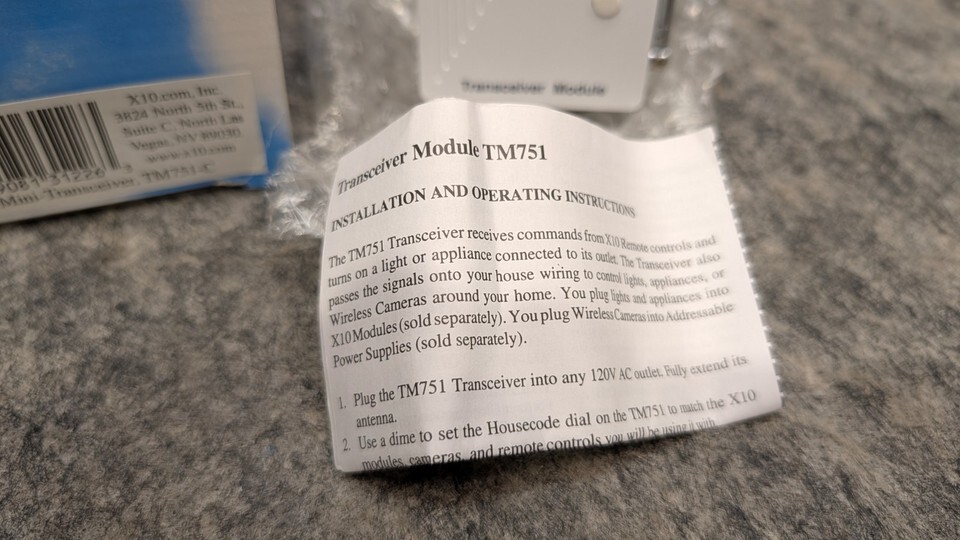 X10.com, Inc.
3824 North 5th St.,
Suite C, North Las
Vegas, NV 89030
www.x10.com
Mini-Transceiver, TM751-C
Transceiver Module
Transceiver Module TM751
INSTALLATION AND OPERATING INSTRUCTIONS
The TM751 Transceiver receives commands from X10 Remote controls and
turns on a light or appliance connected to its outlet. The Transceiver also
passes the signals onto your house wiring to control lights, appliances, or
Wireless Cameras around your home. You plug lights and appliances into
X10 Modules (sold separately). You plug Wireless Cameras into Addressable
Power Supplies (sold separately).
1. Plug the TM751 Transceiver into any 120V AC outlet. Fully extend its
antenna.
2. Use a dime to set the Housecode dial on the TM751 to match the X10
modules, cameras, and remote controls you will be using it with